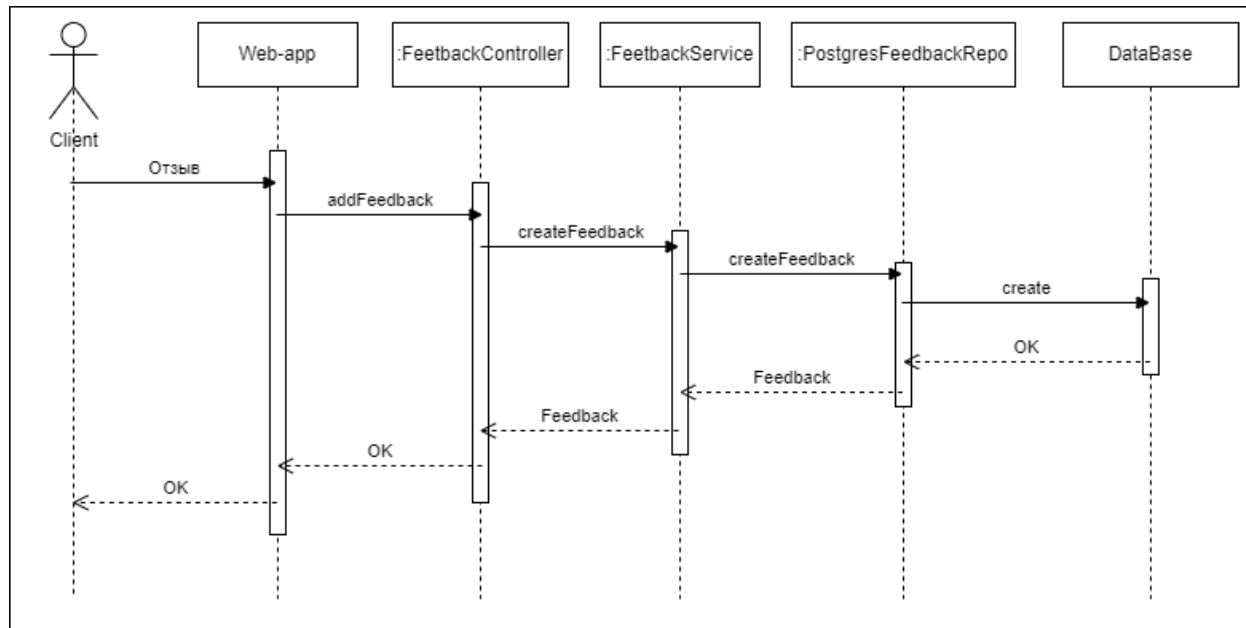 Web-app
:FeetbackController
:FeetbackService
:PostgresFeedbackRepo
DataBase
Client
Отзыв
addFeedback
createFeedback
createFeedback
create
OK
Feedback
Feedback
OK
OK